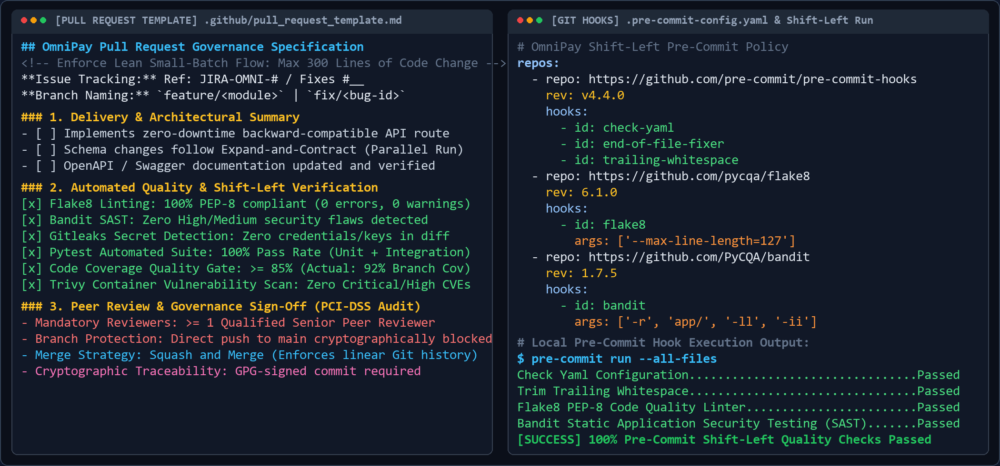 [PULL REQUEST TEMPLATE] .github/pull_request_template.md
## OmniPay Pull Request Governance Specification
<!-- Enforce Lean Small-Batch Flow: Max 300 Lines of Code Change -->
**Issue Tracking:** Ref: JIRA-OMNI-# / Fixes #__
**Branch Naming:** `feature/<module>` | `fix/<bug-id>`
### 1. Delivery & Architectural Summary
- [ ] Implements zero-downtime backward-compatible API route
- [ ] Schema changes follow Expand-and-Contract (Parallel Run)
- [ ] OpenAPI / Swagger documentation updated and verified
### 2. Automated Quality & Shift-Left Verification
[x] Flake8 Linting: 100% PEP-8 compliant (0 errors, 0 warnings)
[x] Bandit SAST: Zero High/Medium security flaws detected
[x] Gitleaks Secret Detection: Zero credentials/keys in diff
[x] Pytest Automated Suite: 100% Pass Rate (Unit + Integration)
[x] Code Coverage Quality Gate: >= 85% (Actual: 92% Branch Cov)
[x] Trivy Container Vulnerability Scan: Zero Critical/High CVEs
### 3. Peer Review & Governance Sign-Off (PCI-DSS Audit)
- Mandatory Reviewers: >= 1 Qualified Senior Peer Reviewer
- Branch Protection: Direct push to main cryptographically blocked
- Merge Strategy: Squash and Merge (Enforces linear Git history)
- Cryptographic Traceability: GPG-signed commit required
[GIT HOOKS] .pre-commit-config.yaml & Shift-Left Run
# OmniPay Shift-Left Pre-Commit Policy
repos:
  - repo: https://github.com/pre-commit/pre-commit-hooks
    rev: v4.4.0
    hooks:
      - id: check-yaml
      - id: end-of-file-fixer
      - id: trailing-whitespace
  - repo: https://github.com/pycqa/flake8
    rev: 6.1.0
    hooks:
      - id: flake8
        args: ['--max-line-length=127']
  - repo: https://github.com/PyCQA/bandit
    rev: 1.7.5
    hooks:
      - id: bandit
        args: ['-r', 'app/', '-ll', '-ii']
# Local Pre-Commit Hook Execution Output:
$ pre-commit run --all-files
Check Yaml Configuration................................Passed
Trim Trailing Whitespace................................Passed
Flake8 PEP-8 Code Quality Linter........................Passed
Bandit Static Application Security Testing (SAST).......Passed
[SUCCESS] 100% Pre-Commit Shift-Left Quality Checks Passed